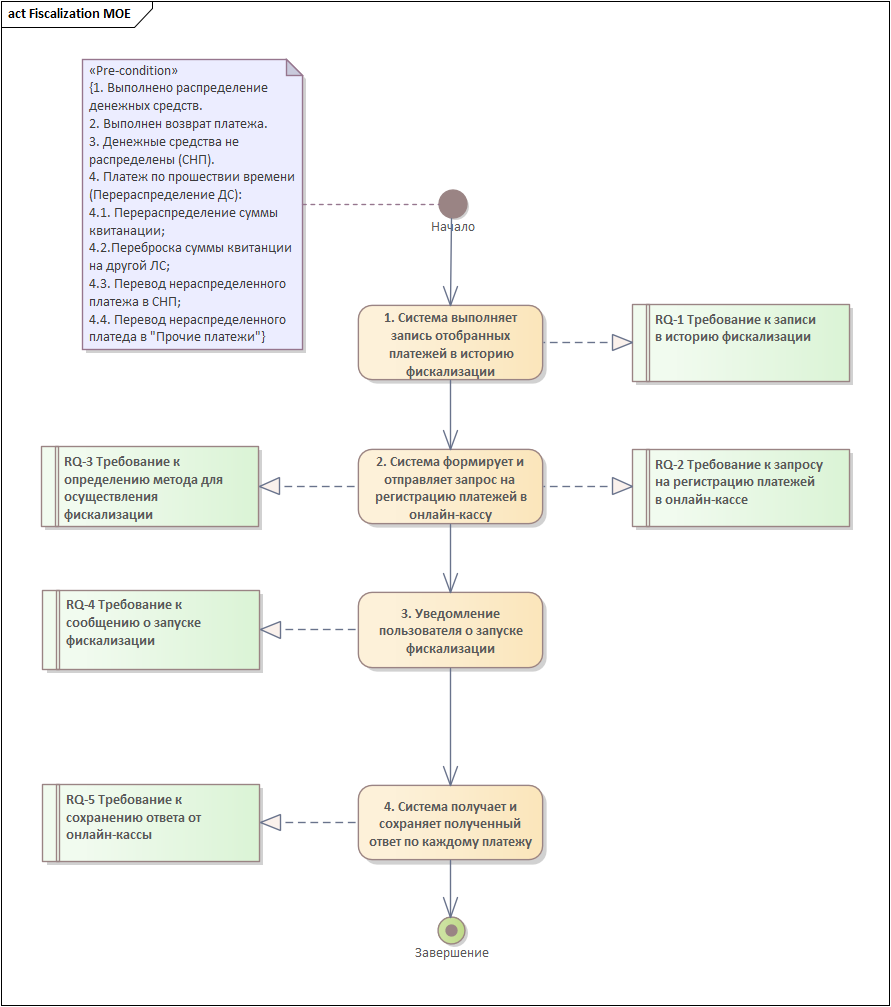 act Fiscalization MOE
«Pre-condition»
{1. Выполнено распределение
денежных средств.
2. Выполнен возврат платежа.
3. Денежные средства не
распределены (СНП).
4. Платеж по прошествии времени
(Перераспределение ДС):
4.1. Перераспределение суммы
квитанации;
4.2.Переброска суммы квитанции
на другой ЛС;
4.3. Перевод нераспределенного
платежа в СНП;
4.4. Перевод нераспределенного
платеда в "Прочие платежи"}
Начало
1. Система выполняет
запись отобранных
платежей в историю
фискализации
RQ-1 Требование к записи
в историю фискализации
RQ-3 Требование к
определению метода для
осуществления
фискализации
2. Система формирует и
отправляет запрос на
регистрацию платежей в
онлайн-кассу
RQ-2 Требование к запросу
на регистрацию платежей
в онлайн-кассе
RQ-4 Требование к
сообщению о запуске
фискализации
3. Уведомление
пользователя о запуске
фискализации
RQ-5 Требование к
сохранению ответа от
онлайн-кассы
4. Система получает и
сохраняет полученный
ответ по каждому платежу
Завершение